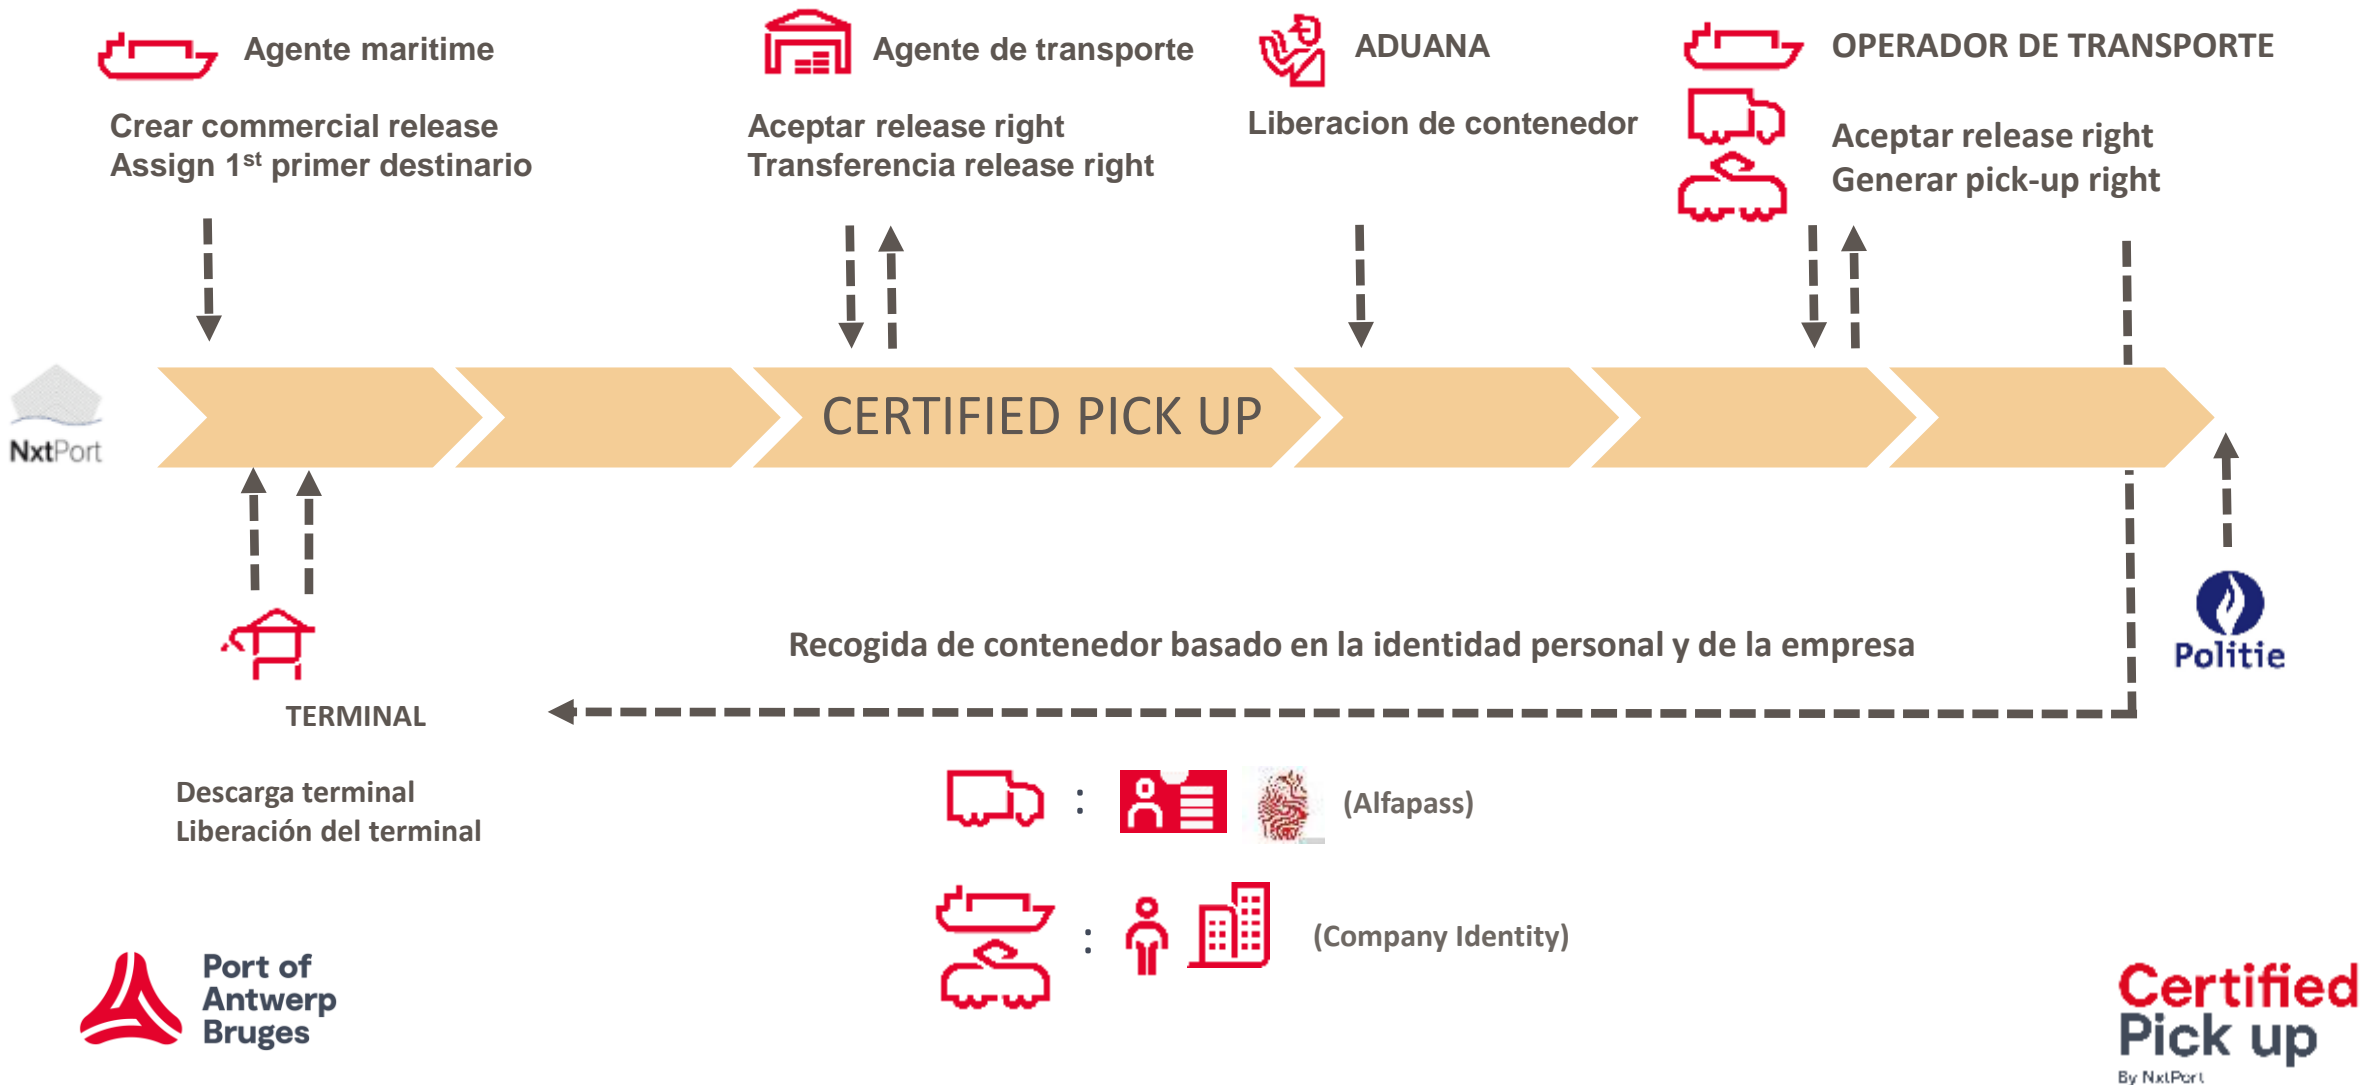 Agente maritime
Crear commercial release
Assign 1st primer destinario
Agente de transporte
Aceptar release right
Transferencia release right
ADUANA
Liberacion de contenedor
OPERADOR DE TRANSPORTE
Aceptar release right
Generar pick-up right
NxtPort
CERTIFIED PICK UP
TERMINAL
Descarga terminal
Liberación del terminal
Recogida de contenedor basado en la identidad personal y de la empresa
Politie
: (Alfapass)
: (Company Identity)
Port of
Antwerp
Bruges
Certified
Pick up
By NxtPort